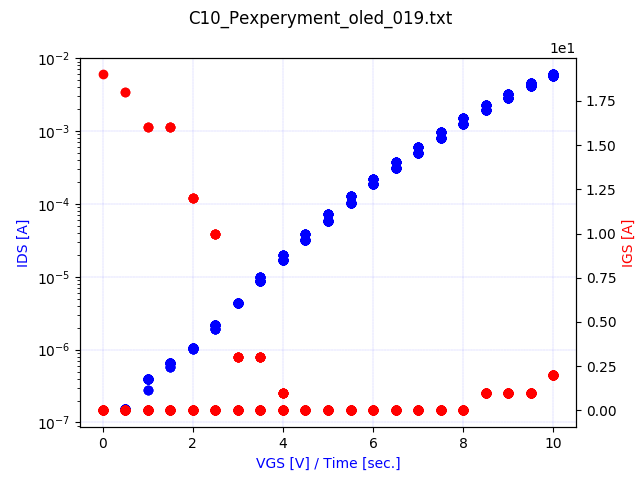 C10_Pexperyment_oled_019.txt
1e1
10⁻²
10⁻³
10⁻⁴
10⁻⁵
10⁻⁶
10⁻⁷
IDS [A]
1.75
1.50
1.25
1.00
0.75
0.50
0.25
0.00
IGS [A]
0 2 4 6 8 10
VGS [V] / Time [sec.]